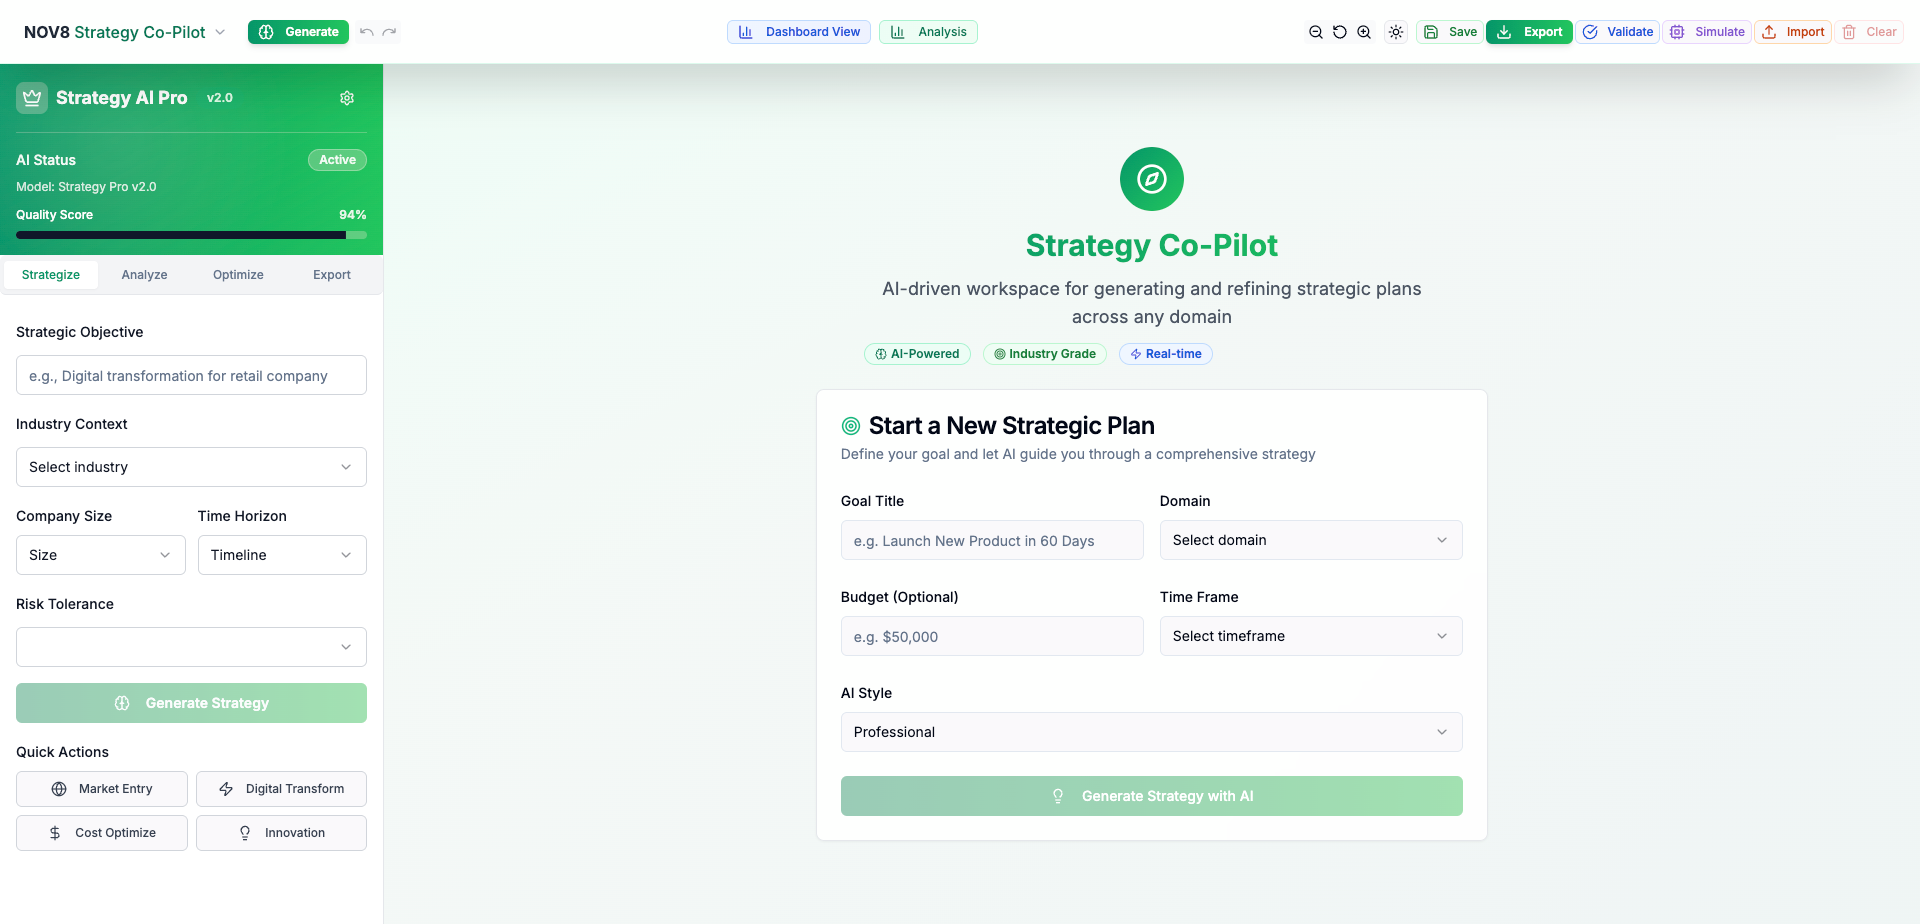 NOV8 Strategy Co-Pilot
Generate
Dashboard View
Analysis
Save
Export
Validate
Simulate
Import
Clear
Strategy AI Pro
v2.0
AI Status
Active
Model: Strategy Pro v2.0
Quality Score
94%
Strategize
Analyze
Optimize
Export
Strategic Objective
e.g., Digital transformation for retail company
Industry Context
Select industry
Company Size
Time Horizon
Size
Timeline
Risk Tolerance
Generate Strategy
Quick Actions
Market Entry
Digital Transform
Cost Optimize
Innovation
Strategy Co-Pilot
AI-driven workspace for generating and refining strategic plans
across any domain
AI-Powered
Industry Grade
Real-time
Start a New Strategic Plan
Define your goal and let AI guide you through a comprehensive strategy
Goal Title
Domain
e.g. Launch New Product in 60 Days
Select domain
Budget (Optional)
Time Frame
e.g. $50,000
Select timeframe
AI Style
Professional
Generate Strategy with AI